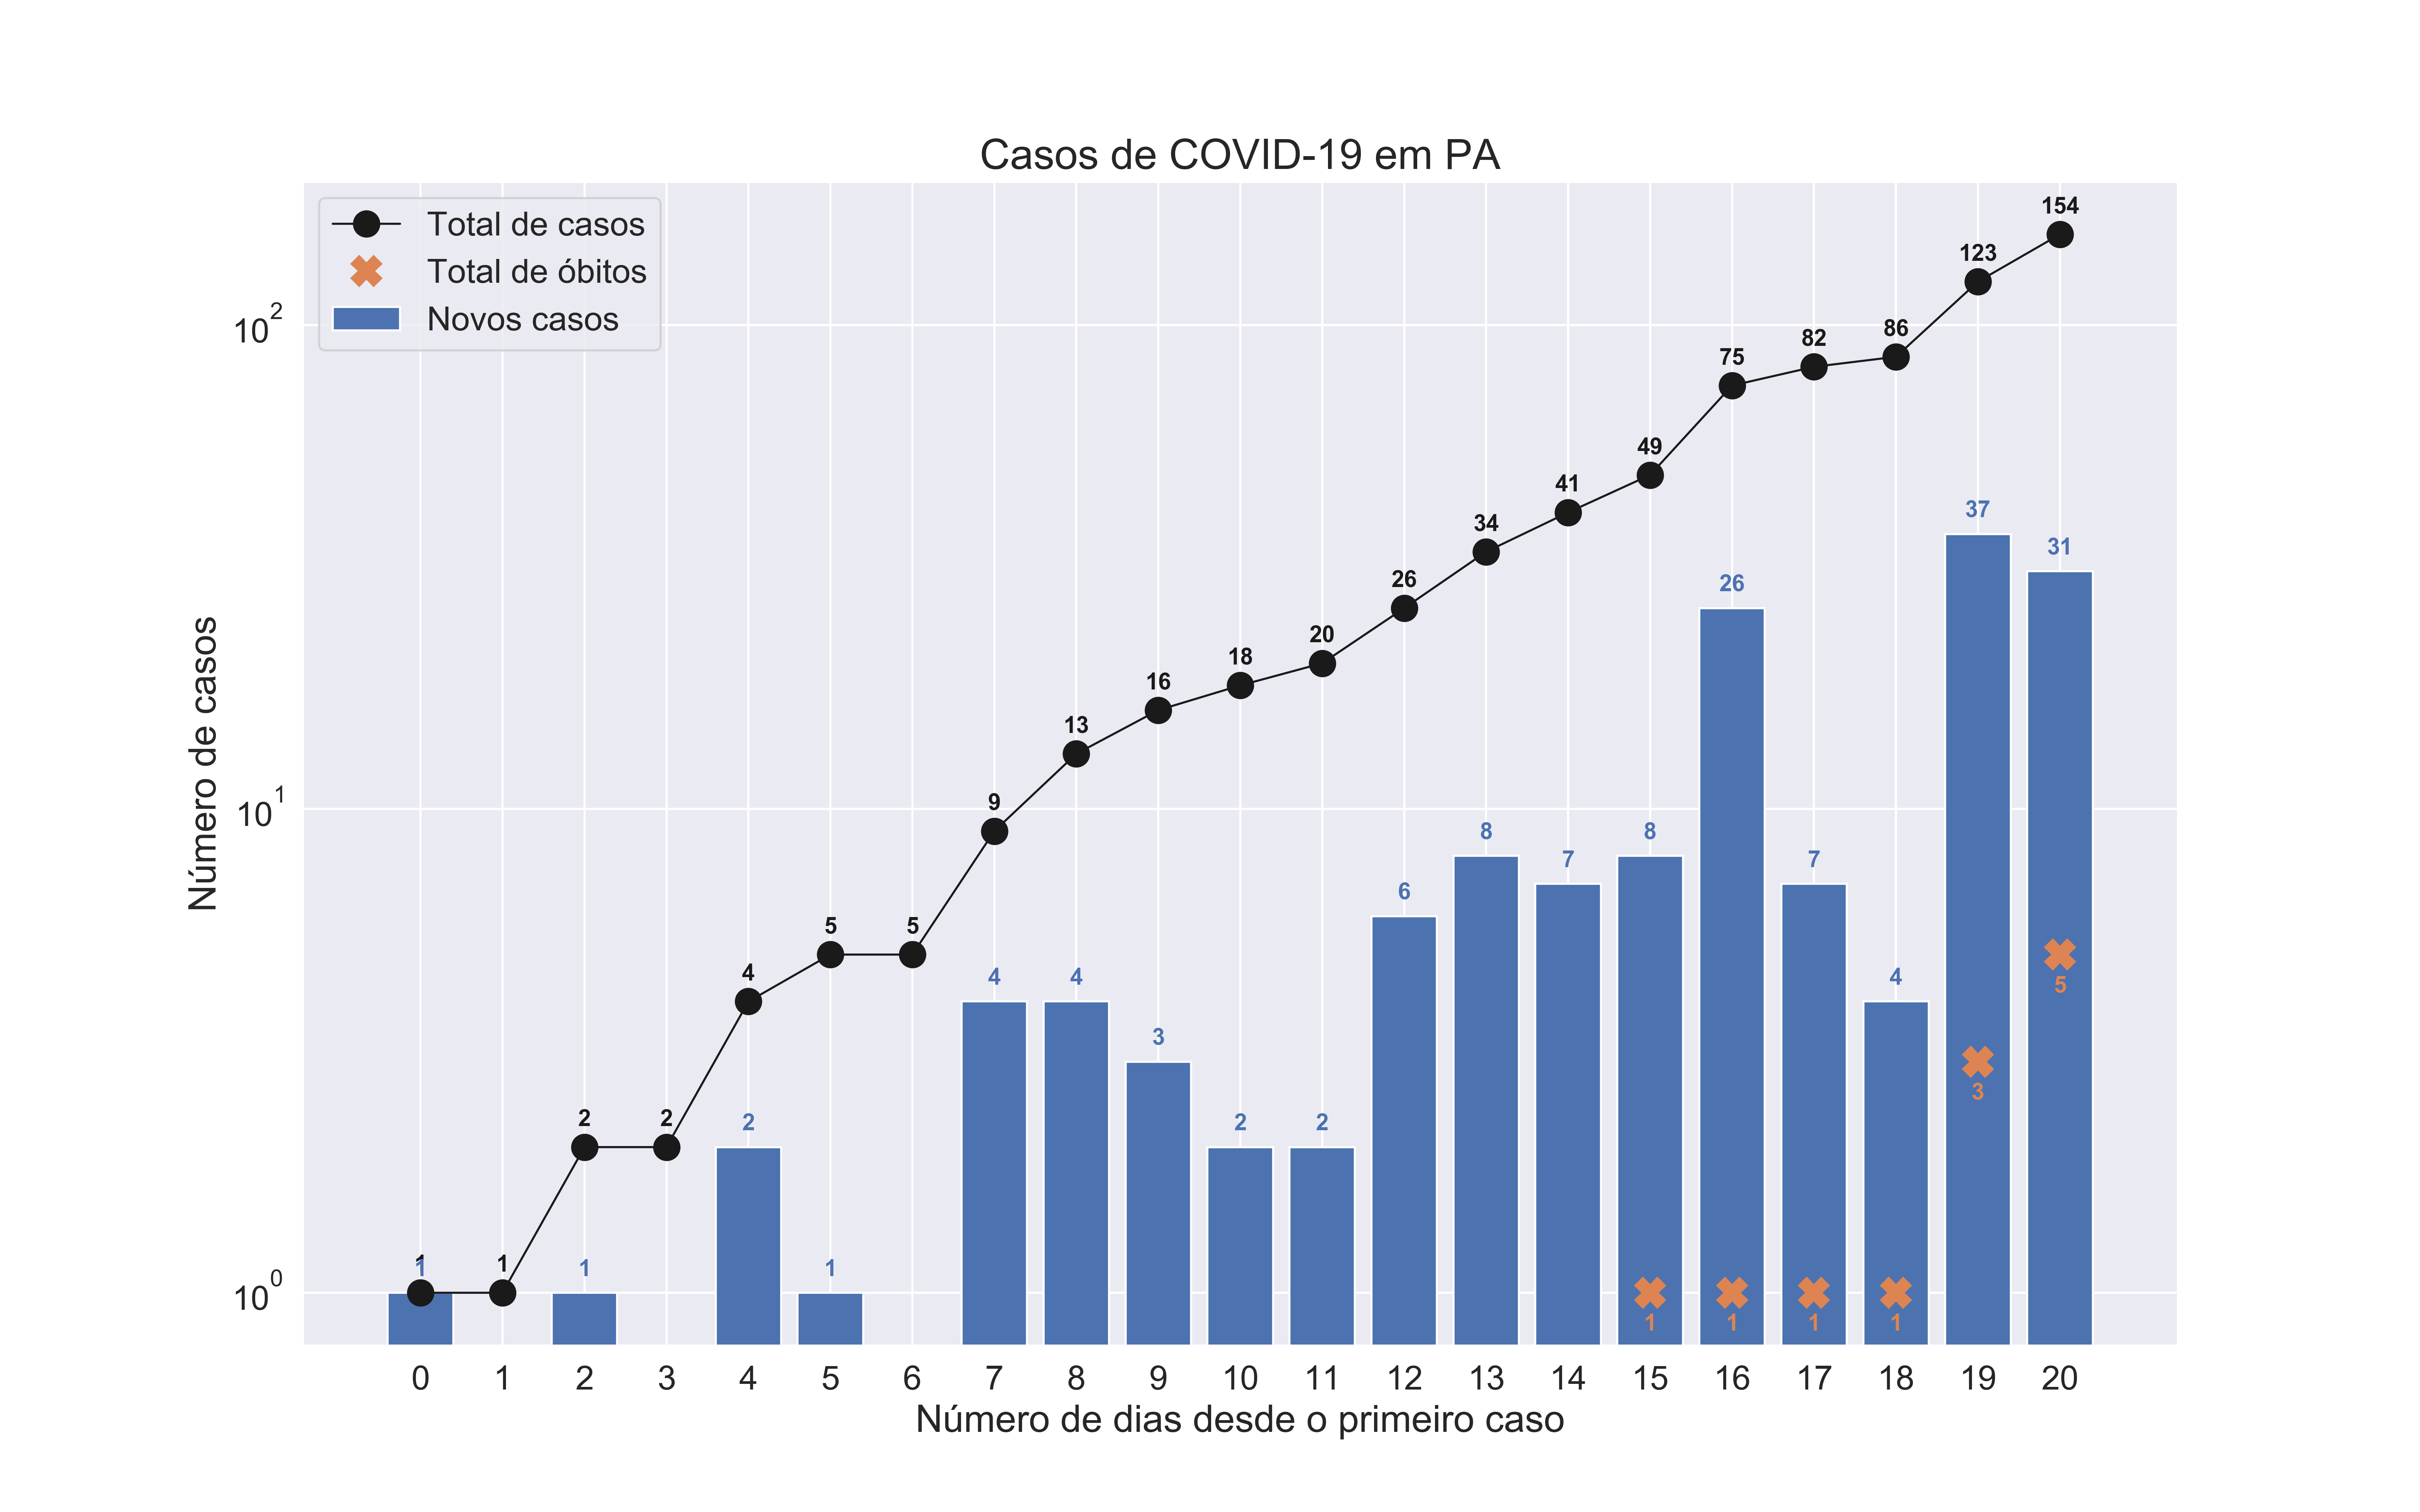 Casos de COVID-19 em PA
Total de casos
Total de óbitos
Novos casos
Número de casos
10^2
10^1
10^0
1 1 2 2 4 5 5 9 13 16 18 20 26 34 41 49 75 82 86 123 154
1 1 2 1 4 4 3 2 2 6 8 7 8 26 7 4 37 31
1 1 1 1 3 5
0 1 2 3 4 5 6 7 8 9 10 11 12 13 14 15 16 17 18 19 20
Número de dias desde o primeiro caso